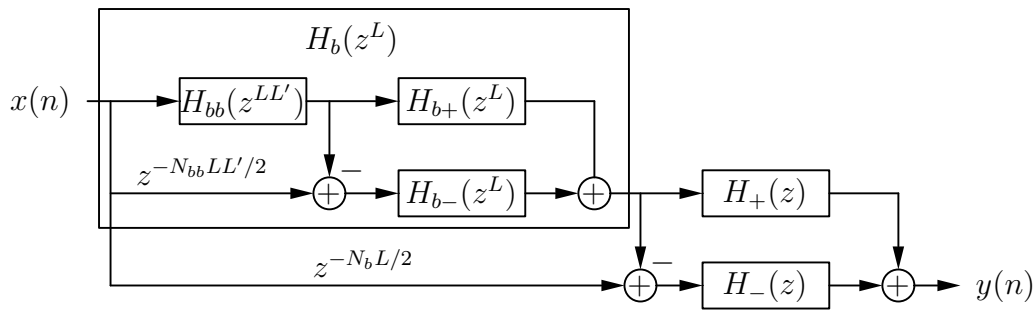 H_b(z^L)
x(n)
H_{bb}(z^{LL'})
H_{b+}(z^L)
z^{-N_{bb}LL'/2}
−
+
H_{b−}(z^L)
+
H_+(z)
z^{-N_bL/2}
−
+
H_−(z)
+
y(n)